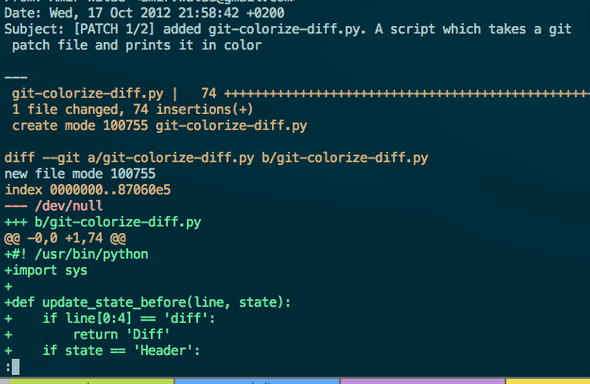 Date: Wed, 17 Oct 2012 21:58:42 +0200
Subject: [PATCH 1/2] added git-colorize-diff.py. A script which takes a git
 patch file and prints it in color

---
 git-colorize-diff.py |   74 ++++++++++++++++++++++++++++++++++++++++++++++++
 1 file changed, 74 insertions(+)
 create mode 100755 git-colorize-diff.py

diff --git a/git-colorize-diff.py b/git-colorize-diff.py
new file mode 100755
index 0000000..87060e5
--- /dev/null
+++ b/git-colorize-diff.py
@@ -0,0 +1,74 @@
+#! /usr/bin/python
+import sys
+
+def update_state_before(line, state):
+    if line[0:4] == 'diff':
+        return 'Diff'
+    if state == 'Header':
: